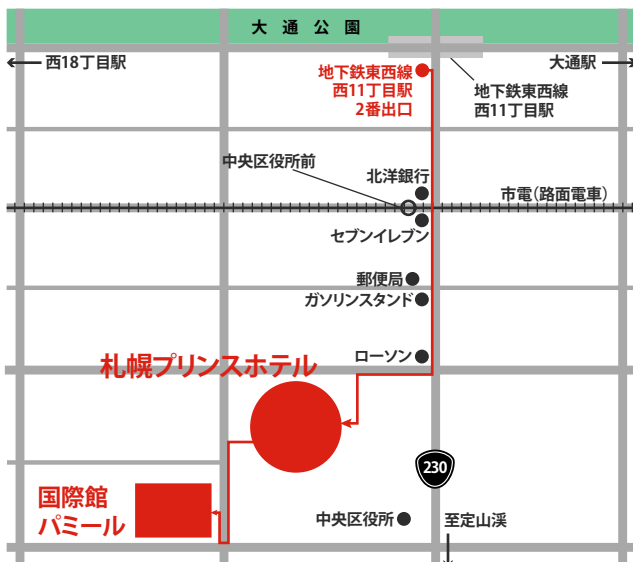 大通公園
西18丁目駅
大通駅
地下鉄東西線
西11丁目駅
2番出口
地下鉄東西線
西11丁目駅
中央区役所前
北洋銀行
市電(路面電車)
セブンイレブン
郵便局
ガソリンスタンド
ローソン
札幌プリンスホテル
230
国際館
パミール
中央区役所
至定山渓